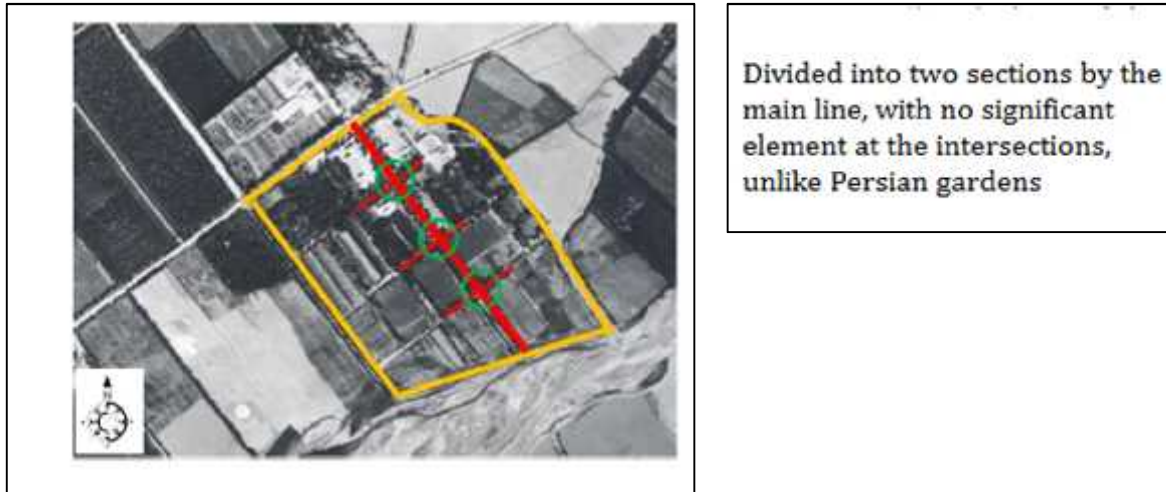 Divided into two sections by the
main line, with no significant
element at the intersections,
unlike Persian gardens